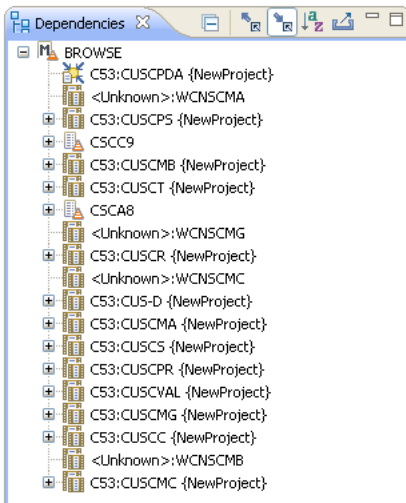 Dependencies
BROWSE
C53:CUSCPDA {NewProject}
<Unknown>:WCNSCMA
C53:CUSCPS {NewProject}
CSCC9
C53:CUSCMB {NewProject}
C53:CUSCT {NewProject}
CSCA8
<Unknown>:WCNSCMG
C53:CUSCR {NewProject}
<Unknown>:WCNSCMC
C53:CUS-D {NewProject}
C53:CUSCMA {NewProject}
C53:CUSCS {NewProject}
C53:CUSCPR {NewProject}
C53:CUSCVAL {NewProject}
C53:CUSCMG {NewProject}
C53:CUSCC {NewProject}
<Unknown>:WCNSCMB
C53:CUSCMC {NewProject}